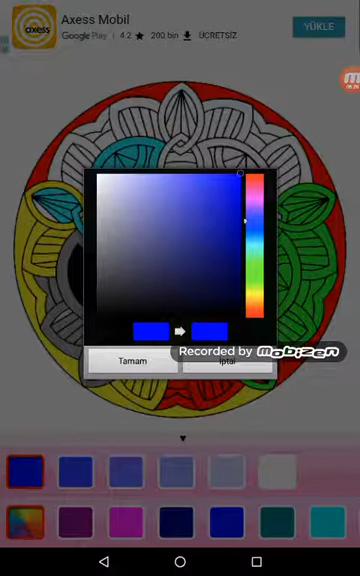 Axess Mobil
axess
Google Play | 4.2 ★ | 200 bin ÜCRETSİZ
YÜKLE
Tamam
İptal
Recorded by MOBIZEN